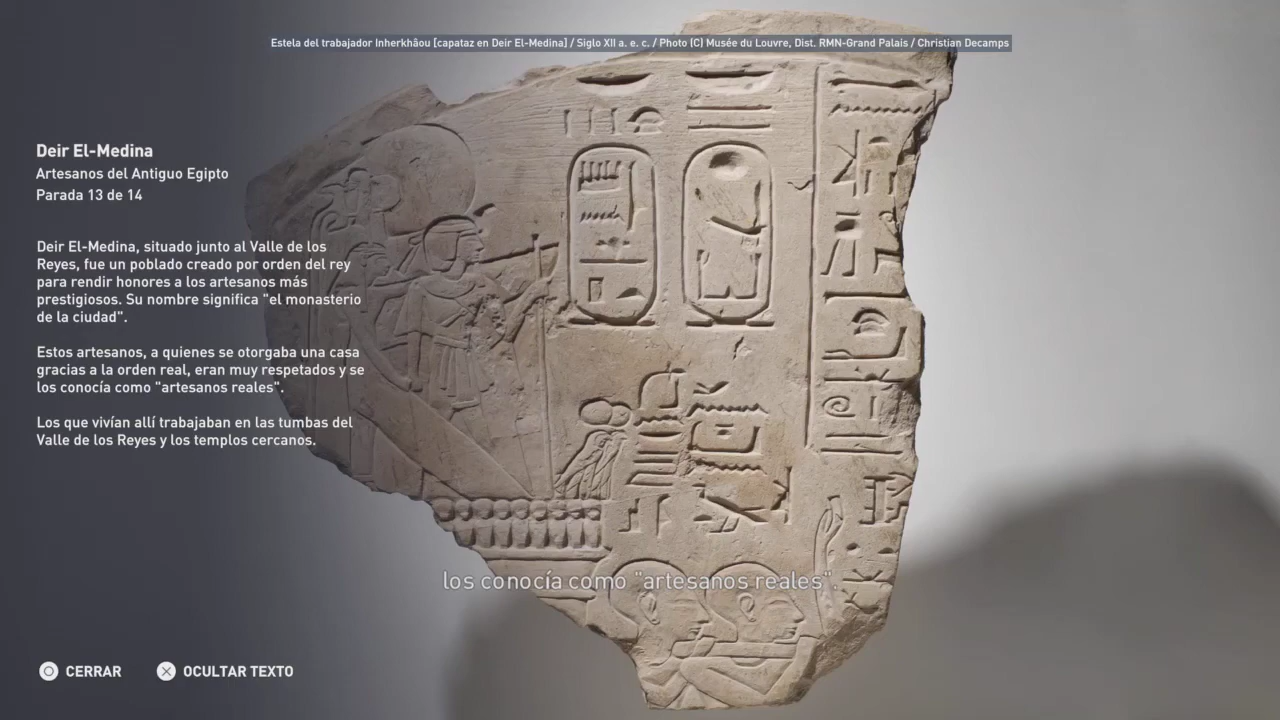 Estela del trabajador Inherkhâou [capataz en Deir El-Medina] / Siglo XII a. e. c. / Photo (C) Musée du Louvre, Dist. RMN-Grand Palais / Christian Decamps
Deir El-Medina
Artesanos del Antiguo Egipto
Parada 13 de 14
Deir El-Medina, situado junto al Valle de los
Reyes, fue un poblado creado por orden del rey
para rendir honores a los artesanos más
prestigiosos. Su nombre significa "el monasterio
de la ciudad".
Estos artesanos, a quienes se otorgaba una casa
gracias a la orden real, eran muy respetados y se
los conocía como "artesanos reales".
Los que vivían allí trabajaban en las tumbas del
Valle de los Reyes y los templos cercanos.
los conocía como "artesanos reales".
CERRAR
OCULTAR TEXTO